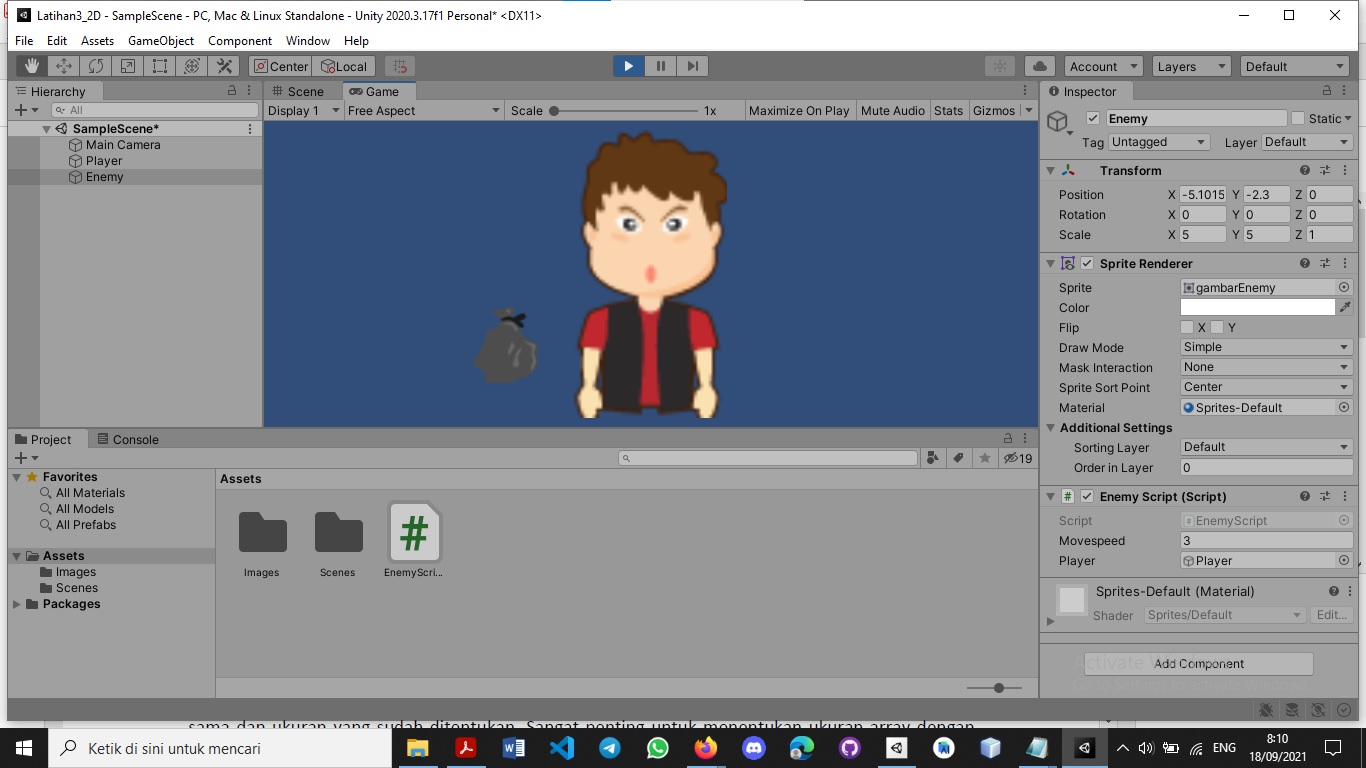 Latihan3_2D - SampleScene - PC, Mac & Linux Standalone - Unity 2020.3.17f1 Personal* <DX11>
File Edit Assets GameObject Component Window Help
Center Local Account Layers Default
Hierarchy
All
SampleScene*
Main Camera
Player
Enemy
Scene Game
Display 1 Free Aspect Scale 1x Maximize On Play Mute Audio Stats Gizmos
Inspector
Enemy Static
Tag Untagged Layer Default
Transform
Position X -5.1015 Y -2.3 Z 0
Rotation X 0 Y 0 Z 0
Scale X 5 Y 5 Z 1
Sprite Renderer
Sprite gambarEnemy
Color
Flip X Y
Draw Mode Simple
Mask Interaction None
Sprite Sort Point Center
Material Sprites-Default
Additional Settings
Sorting Layer Default
Order in Layer 0
# Enemy Script (Script)
Script EnemyScript
Movespeed 3
Player Player
Sprites-Default (Material)
Shader Sprites/Default Edit...
Add Component
Activate Windows
Go to Settings to activate Windows.
Project Console
19
Favorites
All Materials
All Models
All Prefabs
Assets
Images
Scenes
Packages
Assets
#
Images Scenes EnemyScri...
sama dan ukuran yang sudah ditentukan. Sangat penting untuk menentukan ukuran array dengan
Ketik di sini untuk mencari
ENG
8:10
18/09/2021